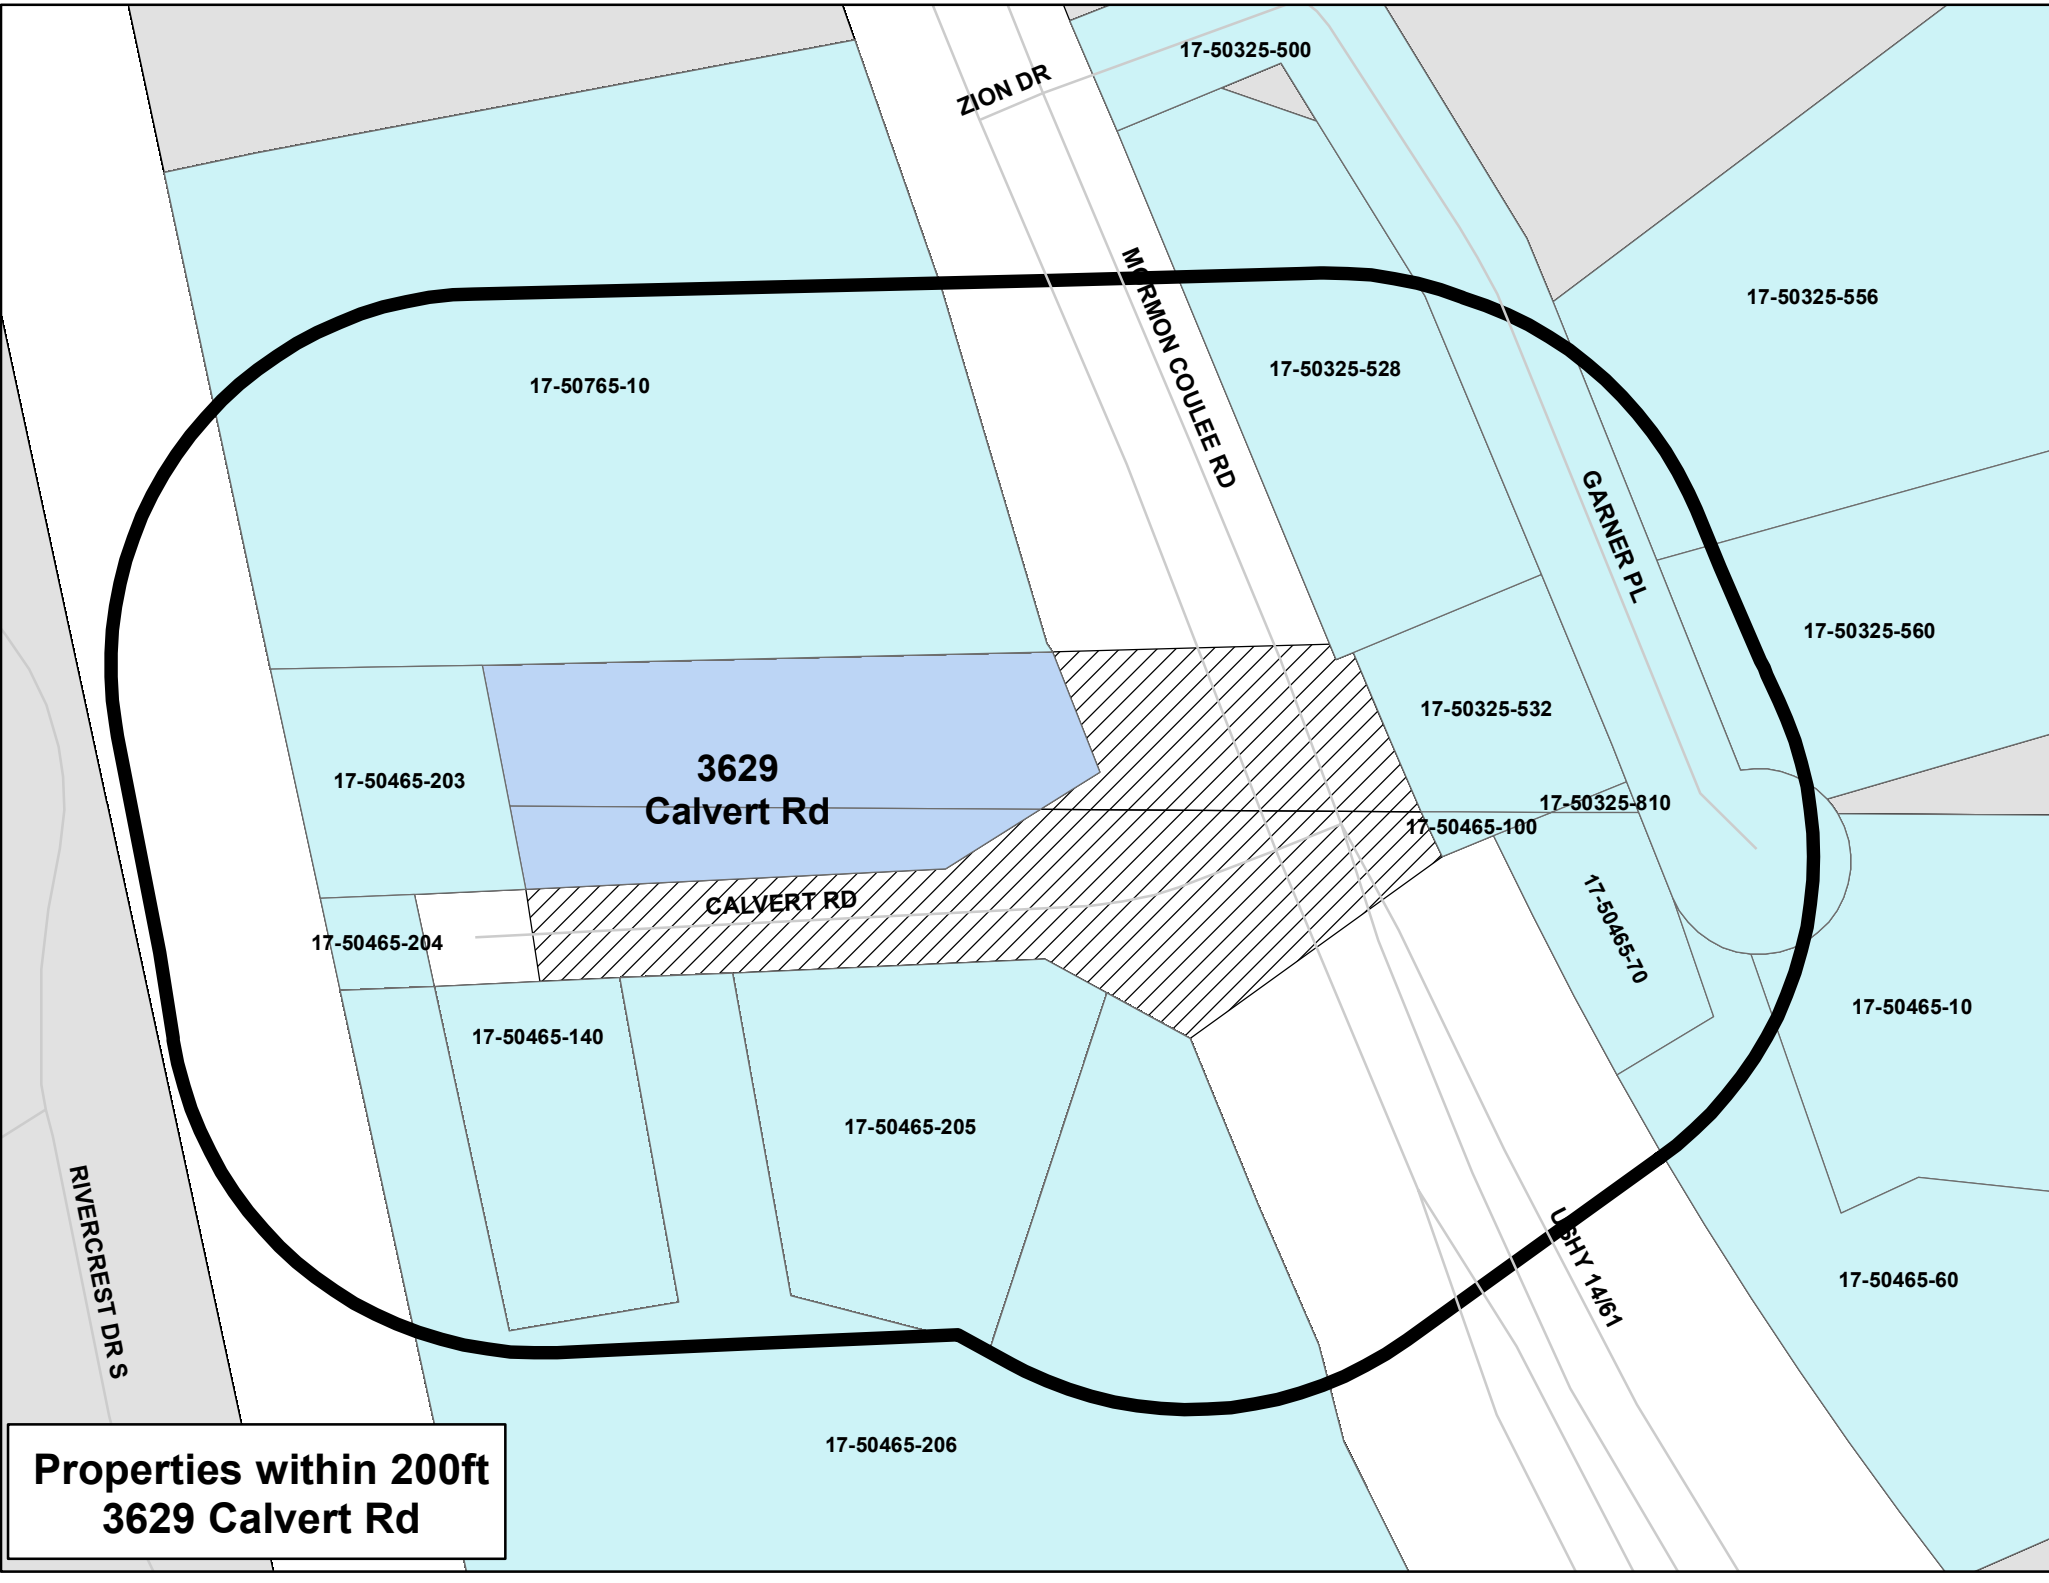 17-50325-500
ZION DR
17-50325-556
MORMON COULEE RD
17-50325-528
17-50765-10
GARNER PL
17-50325-560
17-50325-532
3629
Calvert Rd
17-50465-203
17-50325-810
17-50465-100
CALVERT RD
17-50465-70
17-50465-204
17-50465-10
17-50465-140
17-50465-205
RIVERCREST DR S
USHY 14/61
17-50465-60
17-50465-206
Properties within 200ft
3629 Calvert Rd